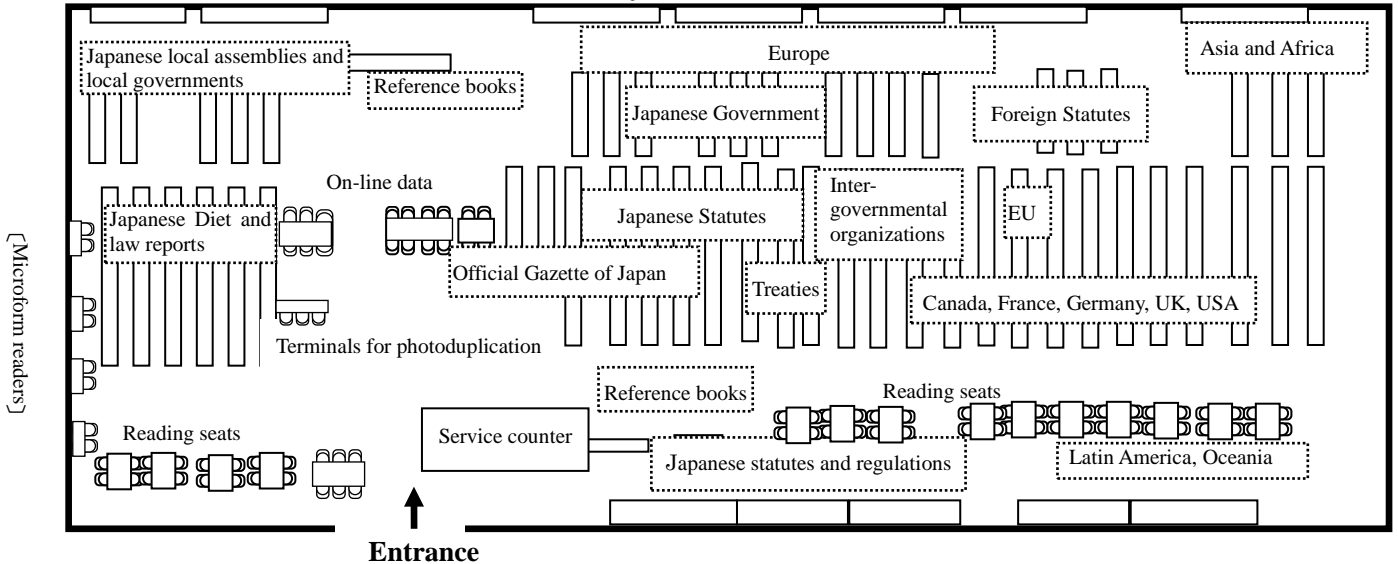 Japanese local assemblies and
local governments
Reference books
Europe
Asia and Africa
Japanese Government
Foreign Statutes
On-line data
Japanese Diet and
law reports
Japanese Statutes
Inter-
governmental
organizations
EU
Official Gazette of Japan
Treaties
Canada, France, Germany, UK, USA
〔Microform readers〕
Terminals for photoduplication
Reference books
Reading seats
Reading seats
Service counter
Japanese statutes and regulations
Latin America, Oceania
Entrance